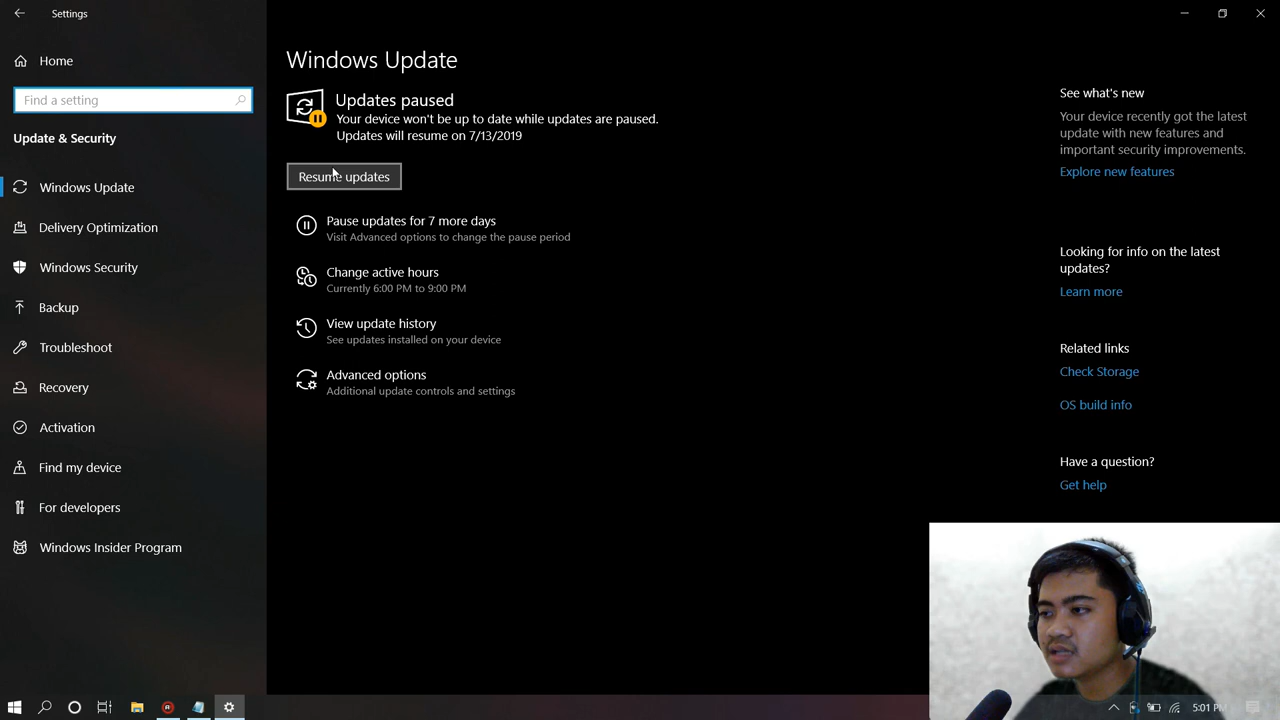 Settings
Home
Find a setting
Update & Security
Windows Update
Delivery Optimization
Windows Security
Backup
Troubleshoot
Recovery
Activation
Find my device
For developers
Windows Insider Program
Windows Update
Updates paused
Your device won't be up to date while updates are paused.
Updates will resume on 7/13/2019
Resume updates
Pause updates for 7 more days
Visit Advanced options to change the pause period
Change active hours
Currently 6:00 PM to 9:00 PM
View update history
See updates installed on your device
Advanced options
Additional update controls and settings
See what's new
Your device recently got the latest
update with new features and
important security improvements.
Explore new features
Looking for info on the latest
updates?
Learn more
Related links
Check Storage
OS build info
Have a question?
Get help
5:01 PM